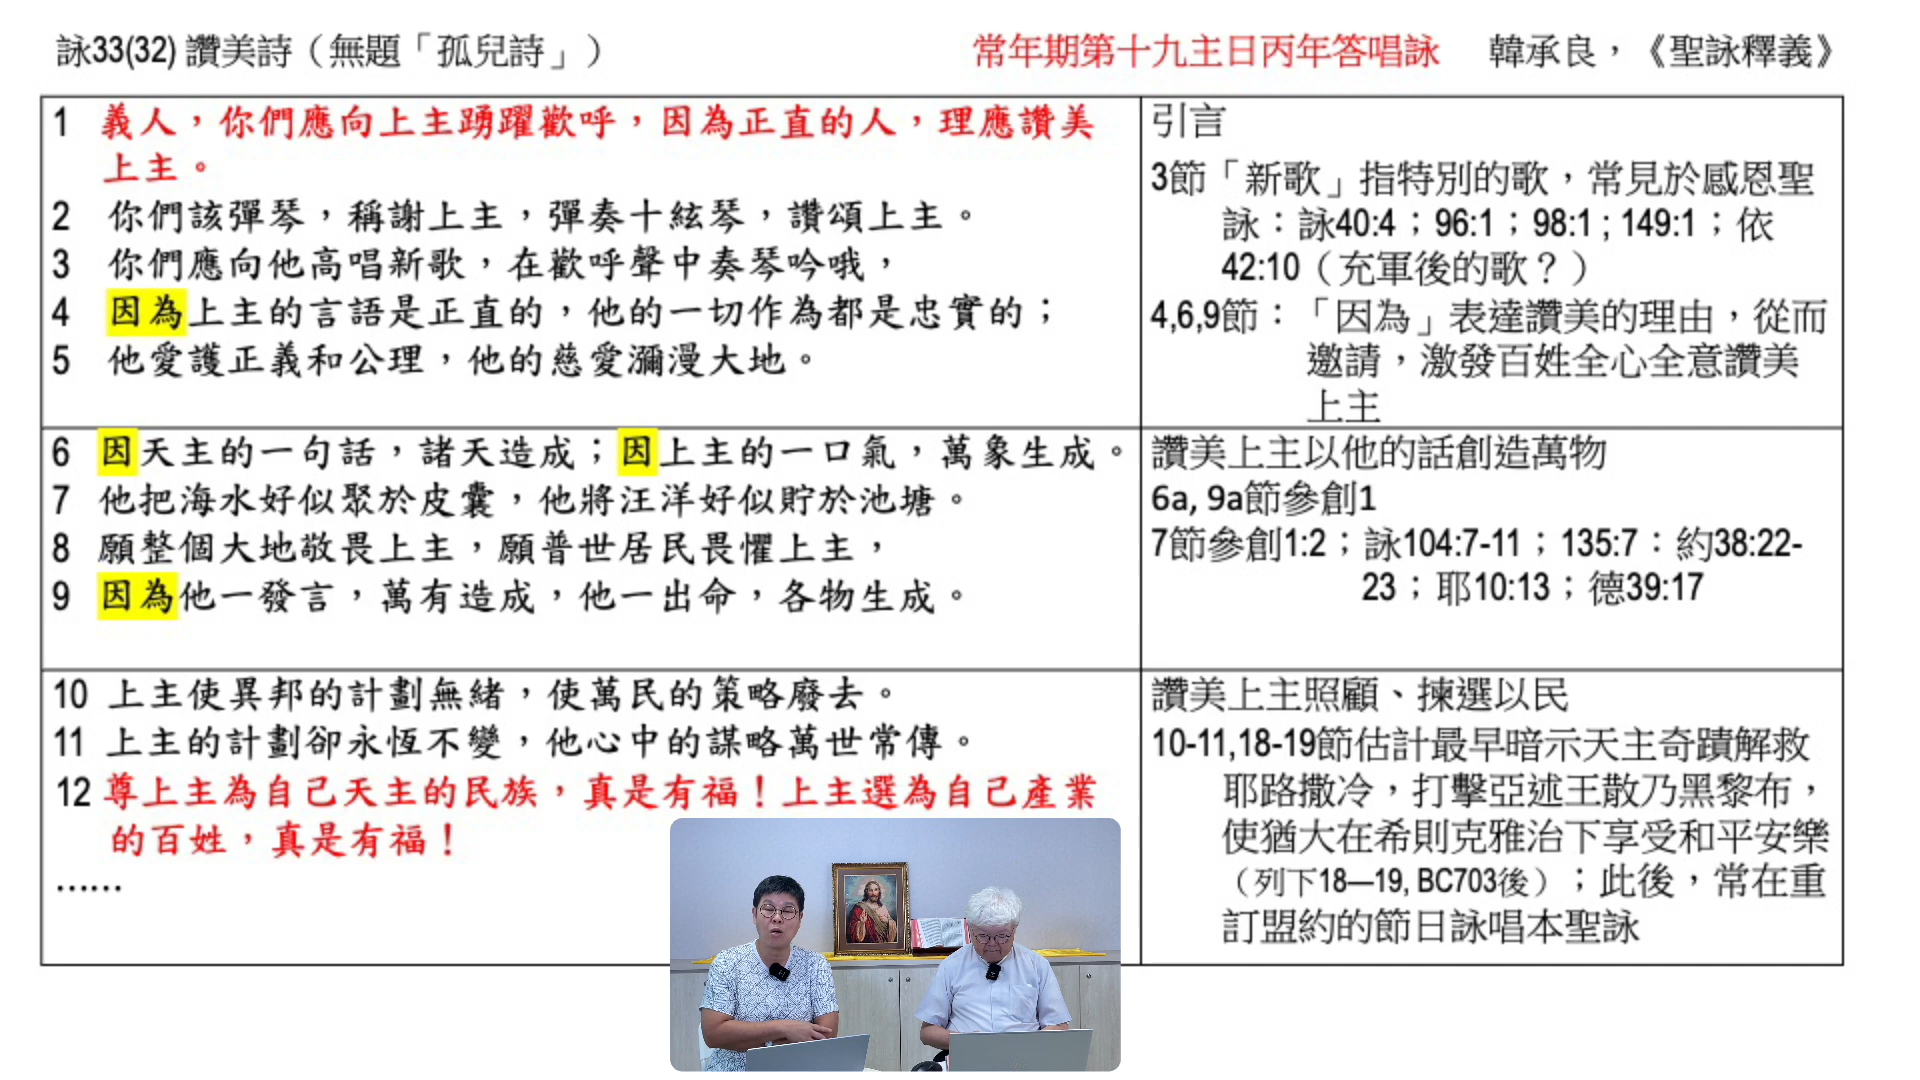 詠33(32) 讚美詩（無題「孤兒詩」）
常年期第十九主日丙年答唱詠
韓承良，《聖詠釋義》
1 義人，你們應向上主踴躍歡呼，因為正直的人，理應讚美
上主。
2 你們該彈琴，稱謝上主，彈奏十絃琴，讚頌上主。
3 你們應向他高唱新歌，在歡呼聲中奏琴吟哦，
4 因為上主的言語是正直的，他的一切作為都是忠實的；
5 他愛護正義和公理，他的慈愛瀰漫大地。
引言
3節「新歌」指特別的歌，常見於感恩聖
詠：詠40:4；96:1；98:1 ; 149:1；依
42:10（充軍後的歌？）
4,6,9節：「因為」表達讚美的理由，從而
邀請，激發百姓全心全意讚美
上主
6 因天主的一句話，諸天造成；因上主的一口氣，萬象生成。
7 他把海水好似聚於皮囊，他將汪洋好似貯於池塘。
8 願整個大地敬畏上主，願普世居民畏懼上主，
9 因為他一發言，萬有造成，他一出命，各物生成。
讚美上主以他的話創造萬物
6a, 9a節參創1
7節參創1:2；詠104:7-11；135:7：約38:22-
23；耶10:13；德39:17
10 上主使異邦的計劃無緒，使萬民的策略廢去。
11 上主的計劃卻永恆不變，他心中的謀略萬世常傳。
12 尊上主為自己天主的民族，真是有福！上主選為自己產業
的百姓，真是有福！
……
讚美上主照顧、揀選以民
10-11,18-19節估計最早暗示天主奇蹟解救
耶路撒冷，打擊亞述王散乃黑黎布，
使猶大在希則克雅治下享受和平安樂
（列下18—19, BC703後）；此後，常在重
訂盟約的節日詠唱本聖詠